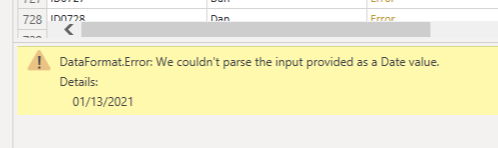 728 ID0728 Dan Error
DataFormat.Error: We couldn't parse the input provided as a Date value.
Details:
01/13/2021